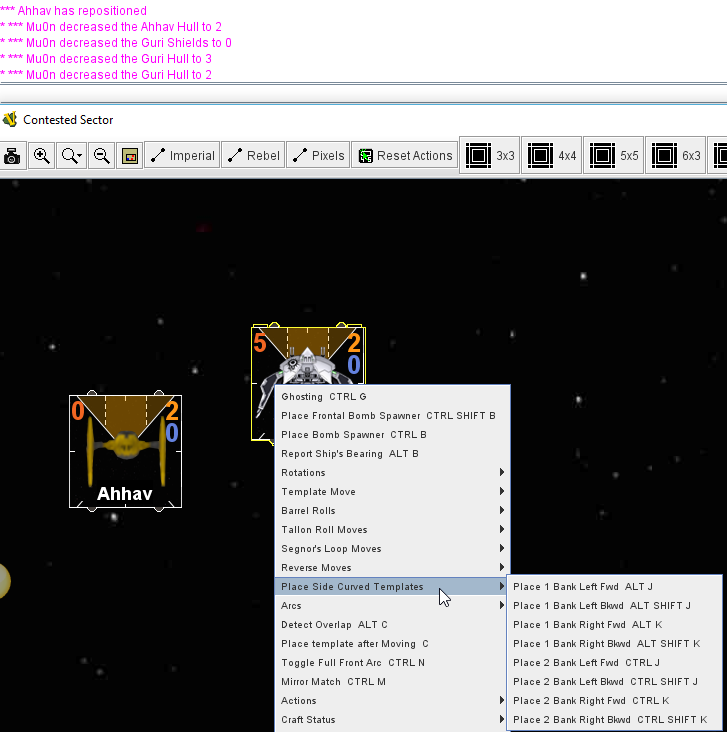 *** Ahhav has repositioned
* *** Mu0n decreased the Ahhav Hull to 2
* *** Mu0n decreased the Guri Shields to 0
* *** Mu0n decreased the Guri Hull to 3
* *** Mu0n decreased the Guri Hull to 2
Contested Sector
Imperial Rebel Pixels Reset Actions 3x3 4x4 5x5 6x3
5 2
0
0 2
0
Ahhav
Ghosting CTRL G
Place Frontal Bomb Spawner CTRL SHIFT B
Place Bomb Spawner CTRL B
Report Ship's Bearing ALT B
Rotations
Template Move
Barrel Rolls
Tallon Roll Moves
Segnor's Loop Moves
Reverse Moves
Place Side Curved Templates
Arcs
Detect Overlap ALT C
Place template after Moving C
Toggle Full Front Arc CTRL N
Mirror Match CTRL M
Actions
Craft Status
Place 1 Bank Left Fwd ALT J
Place 1 Bank Left Bkwd ALT SHIFT J
Place 1 Bank Right Fwd ALT K
Place 1 Bank Right Bkwd ALT SHIFT K
Place 2 Bank Left Fwd CTRL J
Place 2 Bank Left Bkwd CTRL SHIFT J
Place 2 Bank Right Fwd CTRL K
Place 2 Bank Right Bkwd CTRL SHIFT K